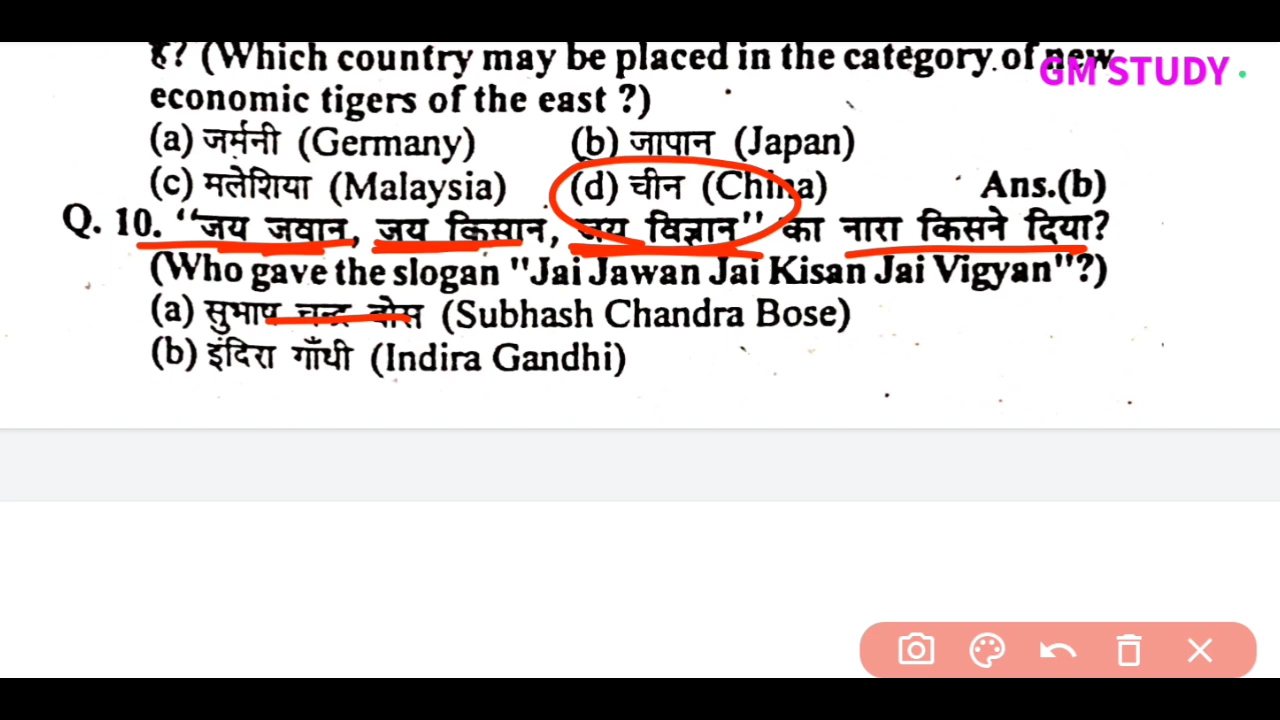 है? (Which country may be placed in the category of new
GM STUDY
economic tigers of the east ?)
(a) जर्मनी (Germany) (b) जापान (Japan)
(c) मलेशिया (Malaysia) (d) चीन (China) Ans.(b)
Q. 10. "जय जवान, जय किसान, जय विज्ञान" का नारा किसने दिया?
(Who gave the slogan "Jai Jawan Jai Kisan Jai Vigyan"?)
(a) सुभाष चन्द्र बोस (Subhash Chandra Bose)
(b) इंदिरा गाँधी (Indira Gandhi)